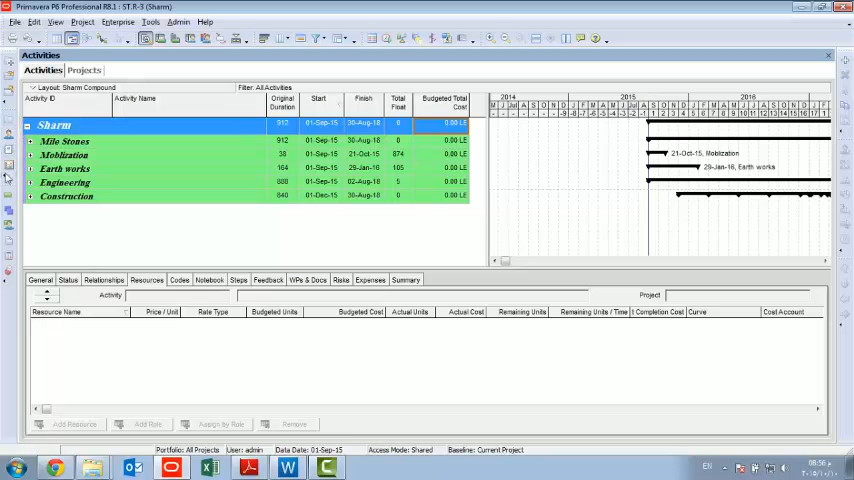 Primavera P6 Professional R8.1 : ST.R-3 (Sharm)
File Edit View Project Enterprise Tools Admin Help
Activities
Activities Projects
Layout: Sharm Compound Filter: All Activities
Activity ID Activity Name Original Duration Start Finish Total Float Budgeted Total Cost
2014 2015 2016
Sharm 912 01-Sep-15 30-Aug-18 0 0.00 LE
Mile Stones 912 01-Sep-15 30-Aug-18 0 0.00 LE
Moblization 38 01-Sep-15 21-Oct-15 874 0.00 LE 21-Oct-15, Moblization
Earth works 164 01-Sep-15 29-Jan-16 105 0.00 LE 29-Jan-16, Earth works
Engineering 888 01-Sep-15 02-Aug-18 5 0.00 LE
Construction 840 01-Dec-15 30-Aug-18 0 0.00 LE
General Status Relationships Resources Codes Notebook Steps Feedback WPs & Docs Risks Expenses Summary
Activity Project
Resource Name Price / Unit Rate Type Budgeted Units Budgeted Cost Actual Units Actual Cost Remaining Units Remaining Units / Time t Completion Cost Curve Cost Account
Add Resource Add Role Assign by Role Remove
Portfolio: All Projects User: admin Data Date: 01-Sep-15 Access Mode: Shared Baseline: Current Project
EN